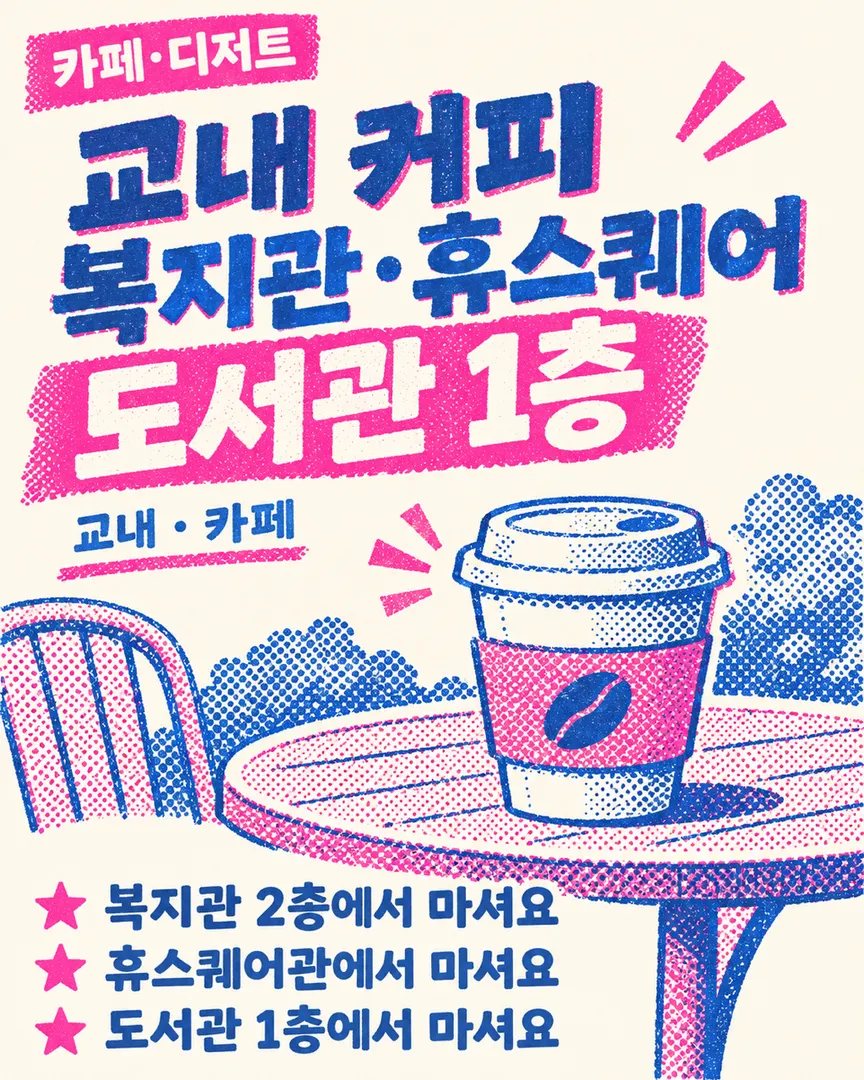 카페·디저트
교내 커피
복지관·휴스퀘어
도서관 1층
교내 · 카페
복지관 2층에서 마셔요
휴스퀘어관에서 마셔요
도서관 1층에서 마셔요